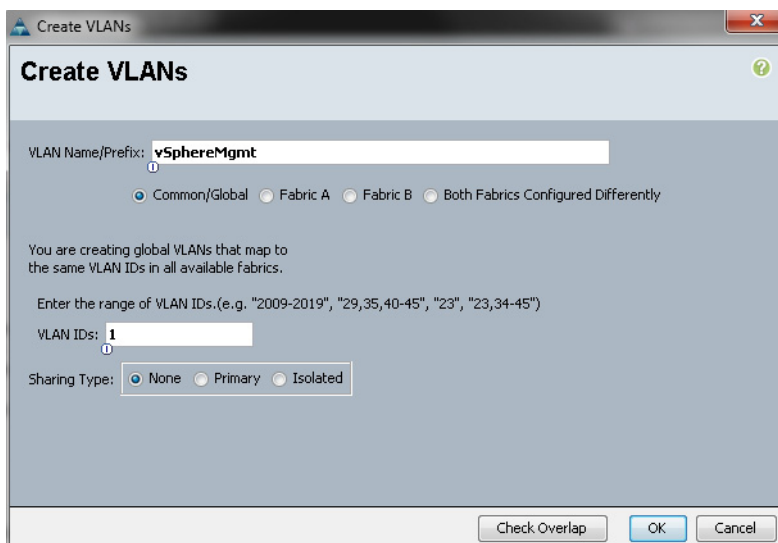 Create VLANs
Create VLANs
VLAN Name/Prefix: vSphereMgmt
Common/Global Fabric A Fabric B Both Fabrics Configured Differently
You are creating global VLANs that map to
the same VLAN IDs in all available fabrics.
Enter the range of VLAN IDs.(e.g. "2009-2019", "29,35,40-45", "23", "23,34-45")
VLAN IDs: 1
Sharing Type: None Primary Isolated
Check Overlap OK Cancel